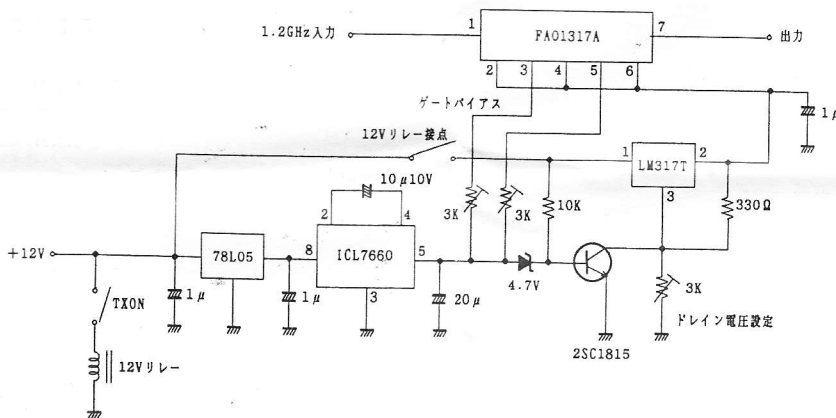 1.2GHz入力
1
FA01317A
7
出力
2
3
4
5
6
ゲートバイアス
1μ
12Vリレー接点
1
LM317T
2
10μ10V
3
2
4
3K
3K
10K
330Ω
+12V
78L05
8
ICL7660
5
3
4.7V
3K
TXON
1μ
1μ
20μ
ドレイン電圧設定
2SC1815
12Vリレー